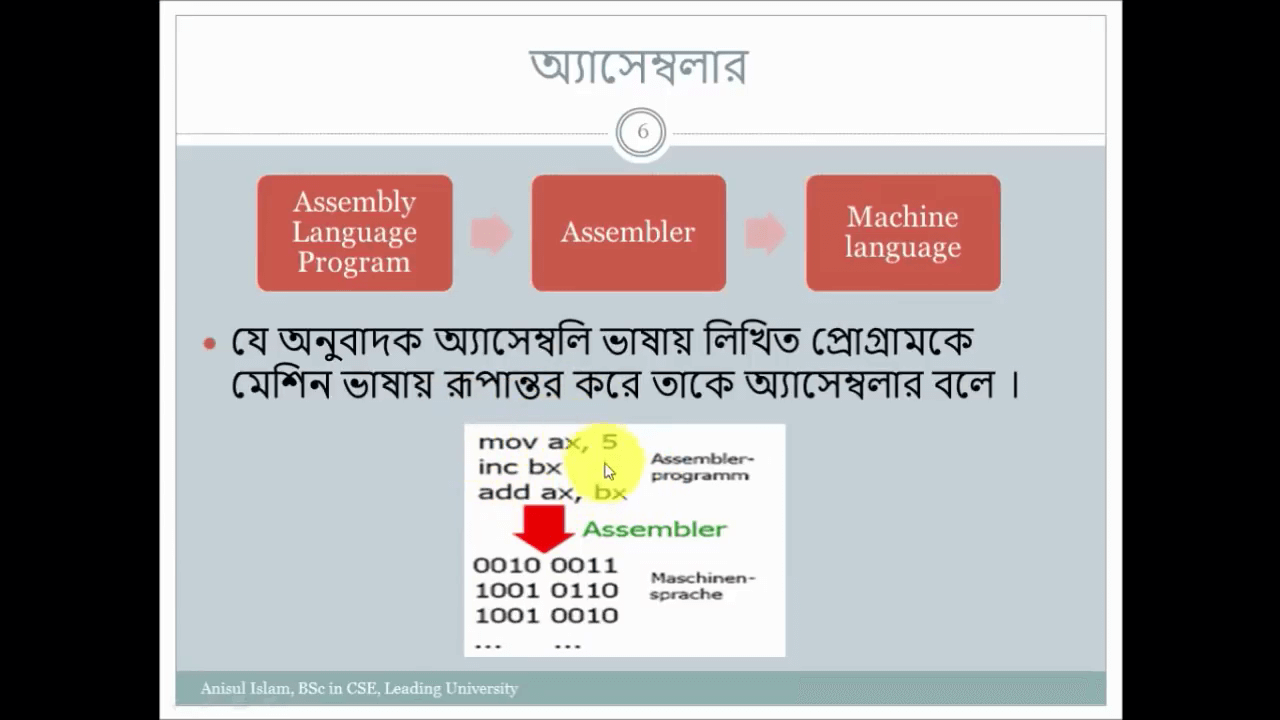 অ্যাসেম্বলার
6
Assembly
Language
Program
Assembler
Machine
language
যে অনুবাদক অ্যাসেম্বলি ভাষায় লিখিত প্রোগ্রামকে
মেশিন ভাষায় রূপান্তর করে তাকে অ্যাসেম্বলার বলে ।
mov ax, 5
inc bx
add ax, bx
Assembler-
programm
Assembler
0010 0011
1001 0110
1001 0010
... ...
Maschinen-
sprache
Anisul Islam, BSc in CSE, Leading University